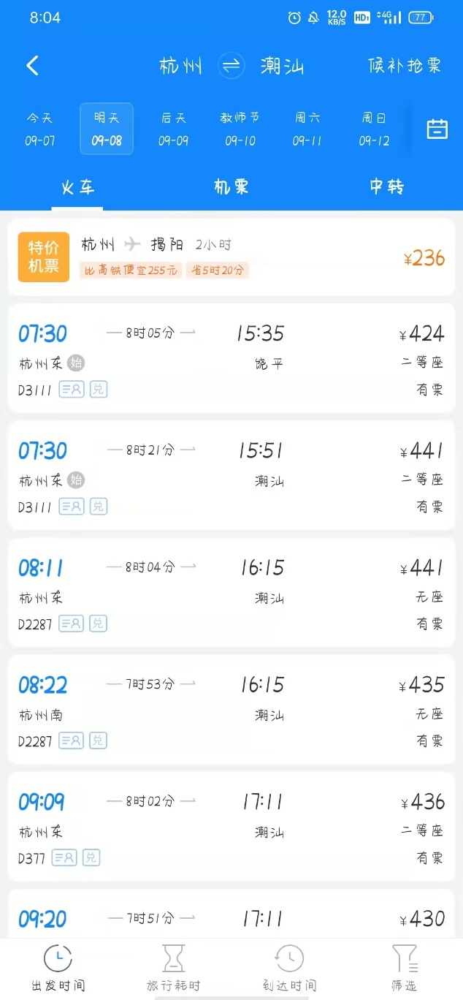 8:04 12.0 KB/S HD1 4G 77
杭州 潮汕 候补抢票
今天 明天 后天 教师节 周六 周日
09-07 09-08 09-09 09-10 09-11 09-12
火车 机票 中转
特价 杭州 揭阳 2小时 ¥236
机票 比高铁便宜255元 省5时20分
07:30 8时05分 15:35 ¥424
杭州东 始 饶平 二等座
D3111 兑 有票
07:30 8时21分 15:51 ¥441
杭州东 始 潮汕 二等座
D3111 兑 有票
08:11 8时04分 16:15 ¥441
杭州东 潮汕 无座
D2287 兑 有票
08:22 7时53分 16:15 ¥435
杭州南 潮汕 无座
D2287 兑 有票
09:09 8时02分 17:11 ¥436
杭州东 潮汕 二等座
D377 兑 有票
09:20 7时51分 17:11 ¥430
出发时间 旅行耗时 到达时间 筛选